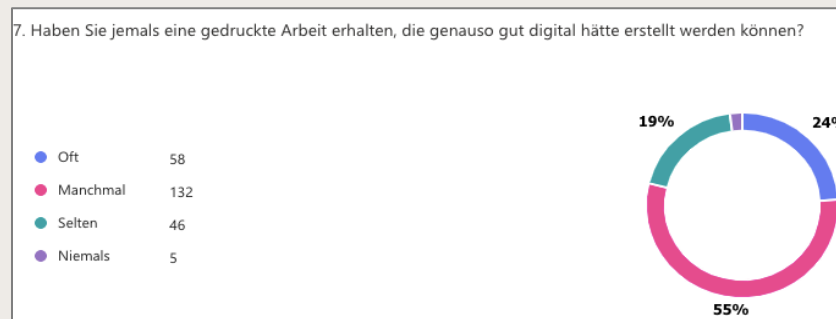 7. Haben Sie jemals eine gedruckte Arbeit erhalten, die genauso gut digital hätte erstellt werden können?
19%
24%
Oft 58
Manchmal 132
Selten 46
Niemals 5
55%